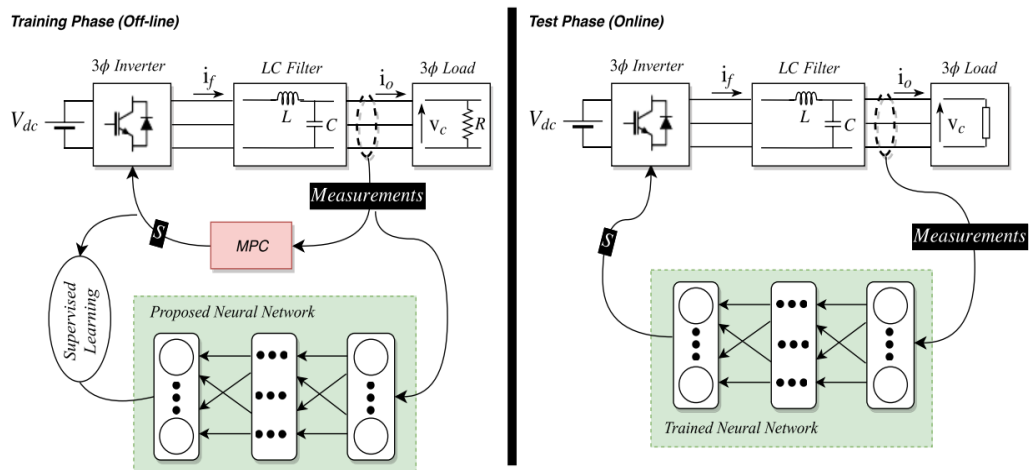 Training Phase (Off-line)
3ϕ Inverter
LC Filter
3ϕ Load
i_f
i_o
V_dc
L
C
v_c
R
Measurements
S
MPC
Supervised
Learning
Proposed Neural Network
Test Phase (Online)
3ϕ Inverter
LC Filter
3ϕ Load
i_f
i_o
V_dc
L
C
v_c
Measurements
S
Trained Neural Network